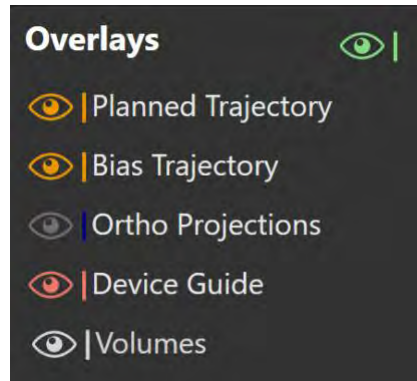 Overlays
Planned Trajectory
Bias Trajectory
Ortho Projections
Device Guide
Volumes